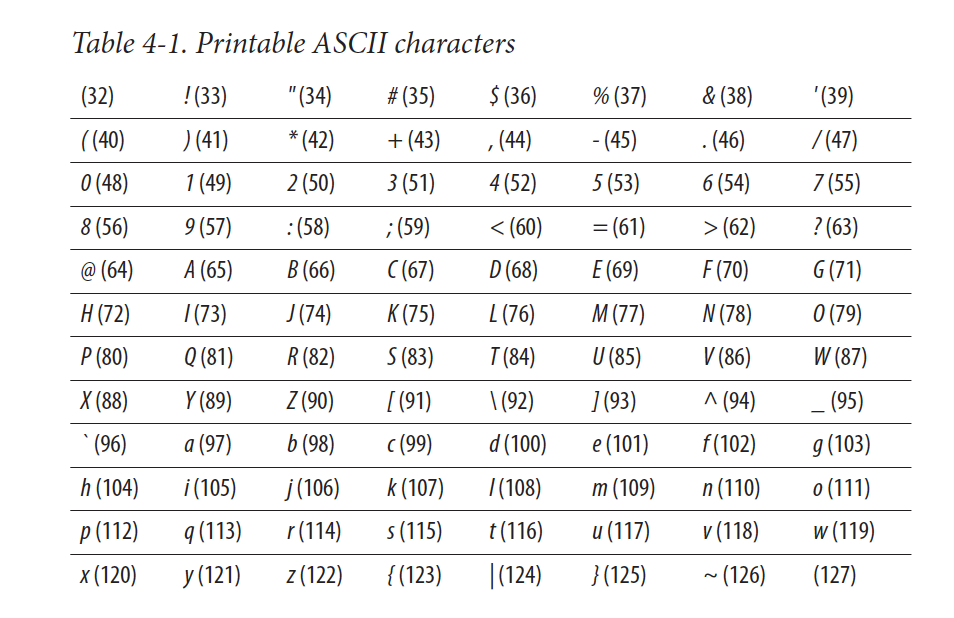 Table 4-1. Printable ASCII characters
(32) ! (33) " (34) # (35) $ (36) % (37) & (38) ' (39)
( (40) ) (41) * (42) + (43) , (44) - (45) . (46) / (47)
0 (48) 1 (49) 2 (50) 3 (51) 4 (52) 5 (53) 6 (54) 7 (55)
8 (56) 9 (57) : (58) ; (59) < (60) = (61) > (62) ? (63)
@ (64) A (65) B (66) C (67) D (68) E (69) F (70) G (71)
H (72) I (73) J (74) K (75) L (76) M (77) N (78) O (79)
P (80) Q (81) R (82) S (83) T (84) U (85) V (86) W (87)
X (88) Y (89) Z (90) [ (91) \ (92) ] (93) ^ (94) _ (95)
` (96) a (97) b (98) c (99) d (100) e (101) f (102) g (103)
h (104) i (105) j (106) k (107) l (108) m (109) n (110) o (111)
p (112) q (113) r (114) s (115) t (116) u (117) v (118) w (119)
x (120) y (121) z (122) { (123) | (124) } (125) ~ (126) (127)